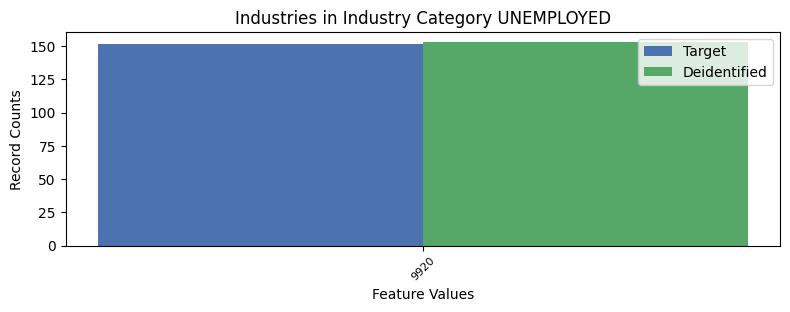 Industries in Industry Category UNEMPLOYED
Record Counts
150
125
100
75
50
25
0
Target
Deidentified
9920
Feature Values